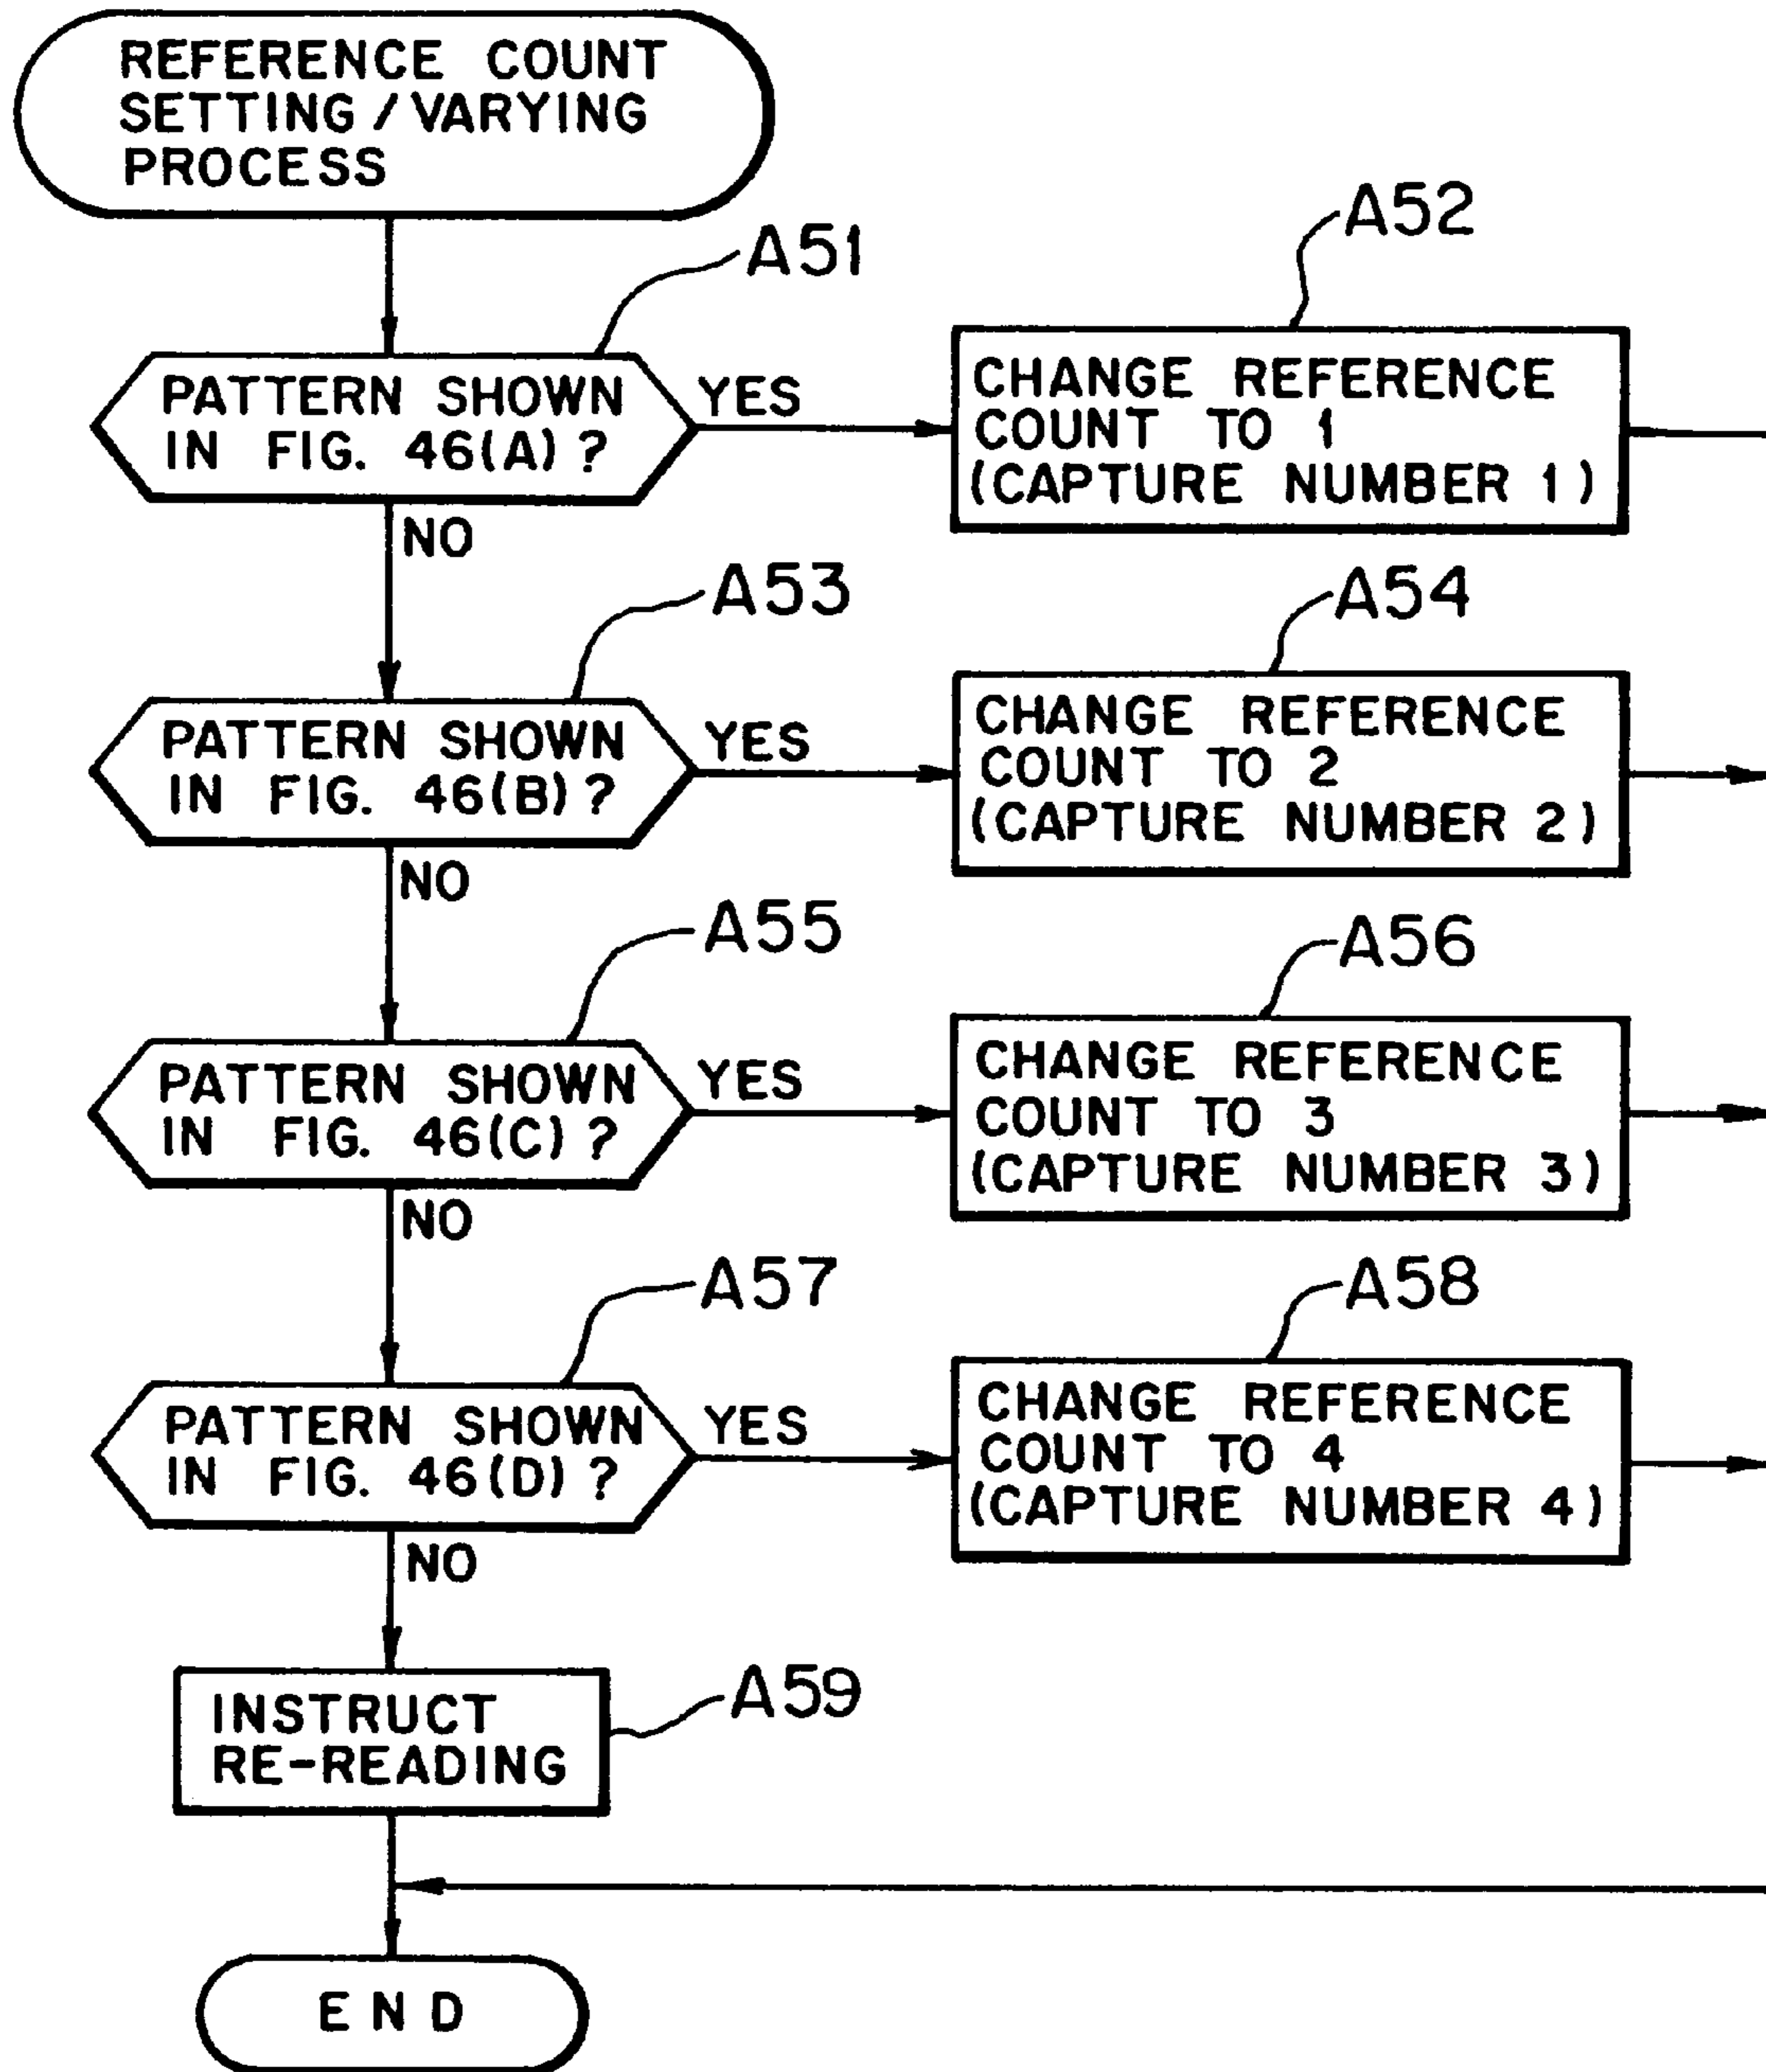 REFERENCE COUNT
SETTING/VARYING
PROCESS
A51
A52
PATTERN SHOWN
IN FIG. 46(A)?
YES
CHANGE REFERENCE
COUNT TO 1
(CAPTURE NUMBER 1)
NO
A53
A54
PATTERN SHOWN
IN FIG. 46(B)?
YES
CHANGE REFERENCE
COUNT TO 2
(CAPTURE NUMBER 2)
NO
A55
A56
PATTERN SHOWN
IN FIG. 46(C)?
YES
CHANGE REFERENCE
COUNT TO 3
(CAPTURE NUMBER 3)
NO
A57
A58
PATTERN SHOWN
IN FIG. 46(D)?
YES
CHANGE REFERENCE
COUNT TO 4
(CAPTURE NUMBER 4)
NO
A59
INSTRUCT
RE-READING
END